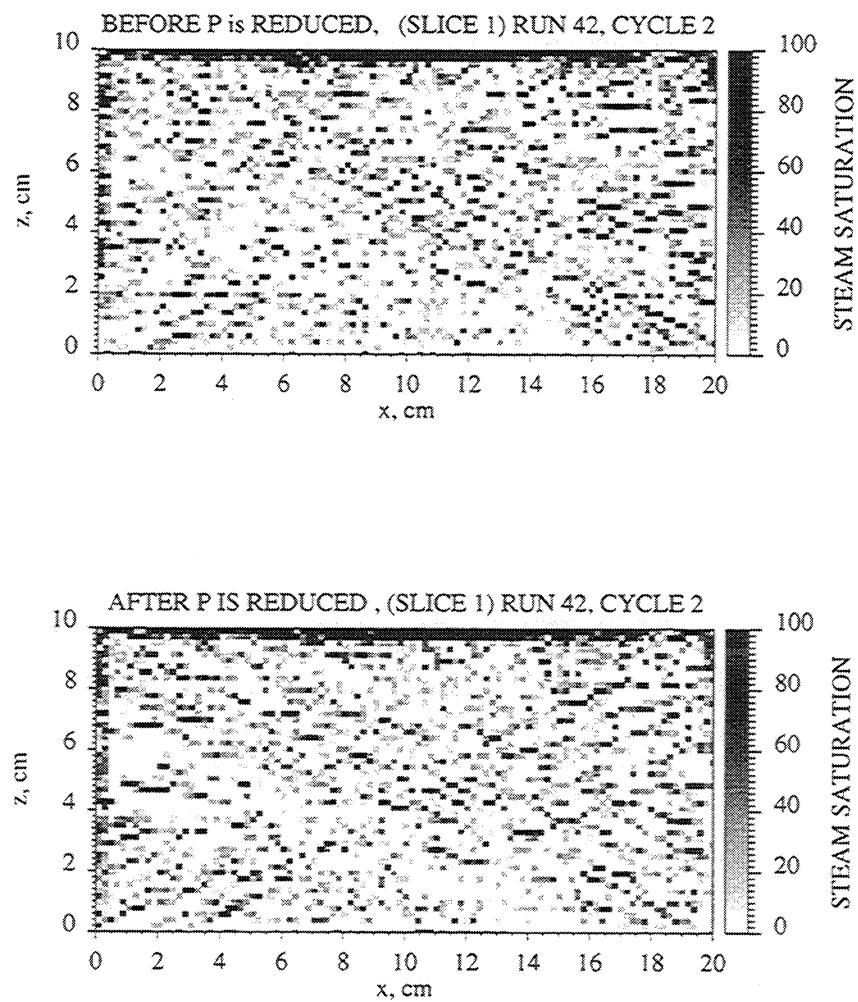 BEFORE P is REDUCED, (SLICE 1) RUN 42, CYCLE 2
10
8
6
4
2
0
z, cm
0 2 4 6 8 10 12 14 16 18 20
x, cm
100
80
60
40
20
0
STEAM SATURATION
AFTER P IS REDUCED , (SLICE 1) RUN 42, CYCLE 2
10
8
6
4
2
0
z, cm
0 2 4 6 8 10 12 14 16 18 20
x, cm
100
80
60
40
20
0
STEAM SATURATION